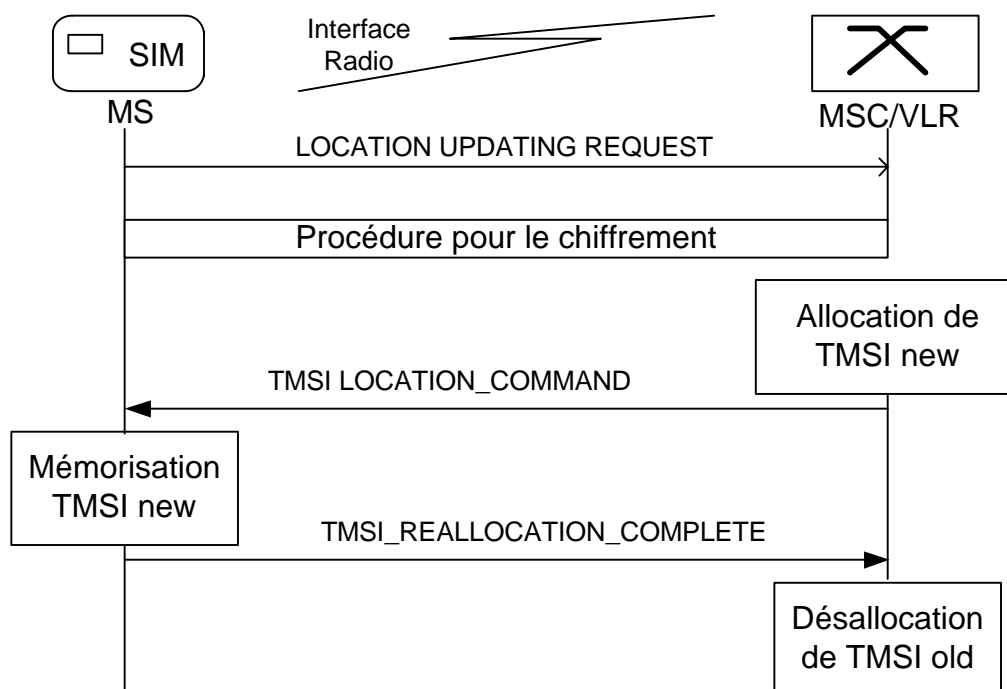 Interface
Radio
SIM
MS
MSC/VLR
LOCATION UPDATING REQUEST
Procédure pour le chiffrement
Allocation de
TMSI new
TMSI LOCATION_COMMAND
Mémorisation
TMSI new
TMSI_REALLOCATION_COMPLETE
Désallocation
de TMSI old